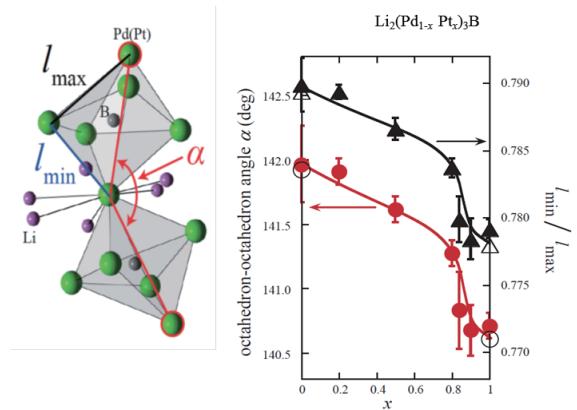 Pd(Pt)
l max
B
α
l min
Li
Li₂(Pd₁₋ₓ Ptₓ)₃B
octahedron-octahedron angle α (deg)
142.5
142.0
141.5
141.0
140.5
0.790
0.785
0.780
0.775
0.770
l min / l max
0 0.2 0.4 0.6 0.8 1
x